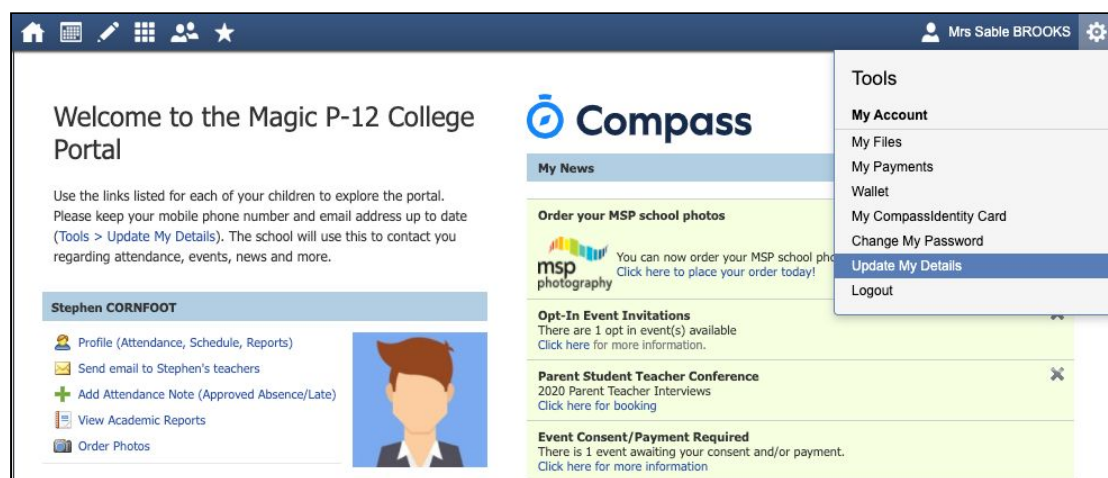 Mrs Sable BROOKS
Welcome to the Magic P-12 College
Portal
Use the links listed for each of your children to explore the portal.
Please keep your mobile phone number and email address up to date
(Tools > Update My Details). The school will use this to contact you
regarding attendance, events, news and more.
Stephen CORNFOOT
Profile (Attendance, Schedule, Reports)
Send email to Stephen's teachers
Add Attendance Note (Approved Absence/Late)
View Academic Reports
Order Photos
Compass
My News
Order your MSP school photos
msp
photography
You can now order your MSP school
Click here to place your order today!
Opt-In Event Invitations
There are 1 opt in event(s) available
Click here for more information.
Parent Student Teacher Conference
2020 Parent Teacher Interviews
Click here for booking
Event Consent/Payment Required
There is 1 event awaiting your consent and/or payment.
Click here for more information
Tools
My Account
My Files
My Payments
Wallet
My CompassIdentity Card
Change My Password
Update My Details
Logout